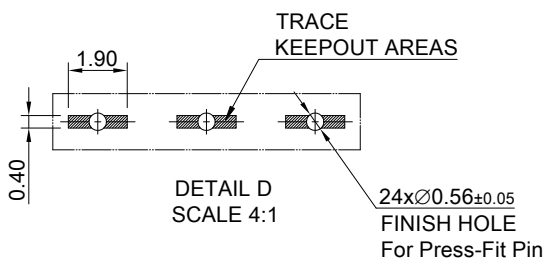 TRACE
KEEPOUT AREAS
1.90
0.40
DETAIL D
SCALE 4:1
24x∅0.56±0.05
FINISH HOLE
For Press-Fit Pin